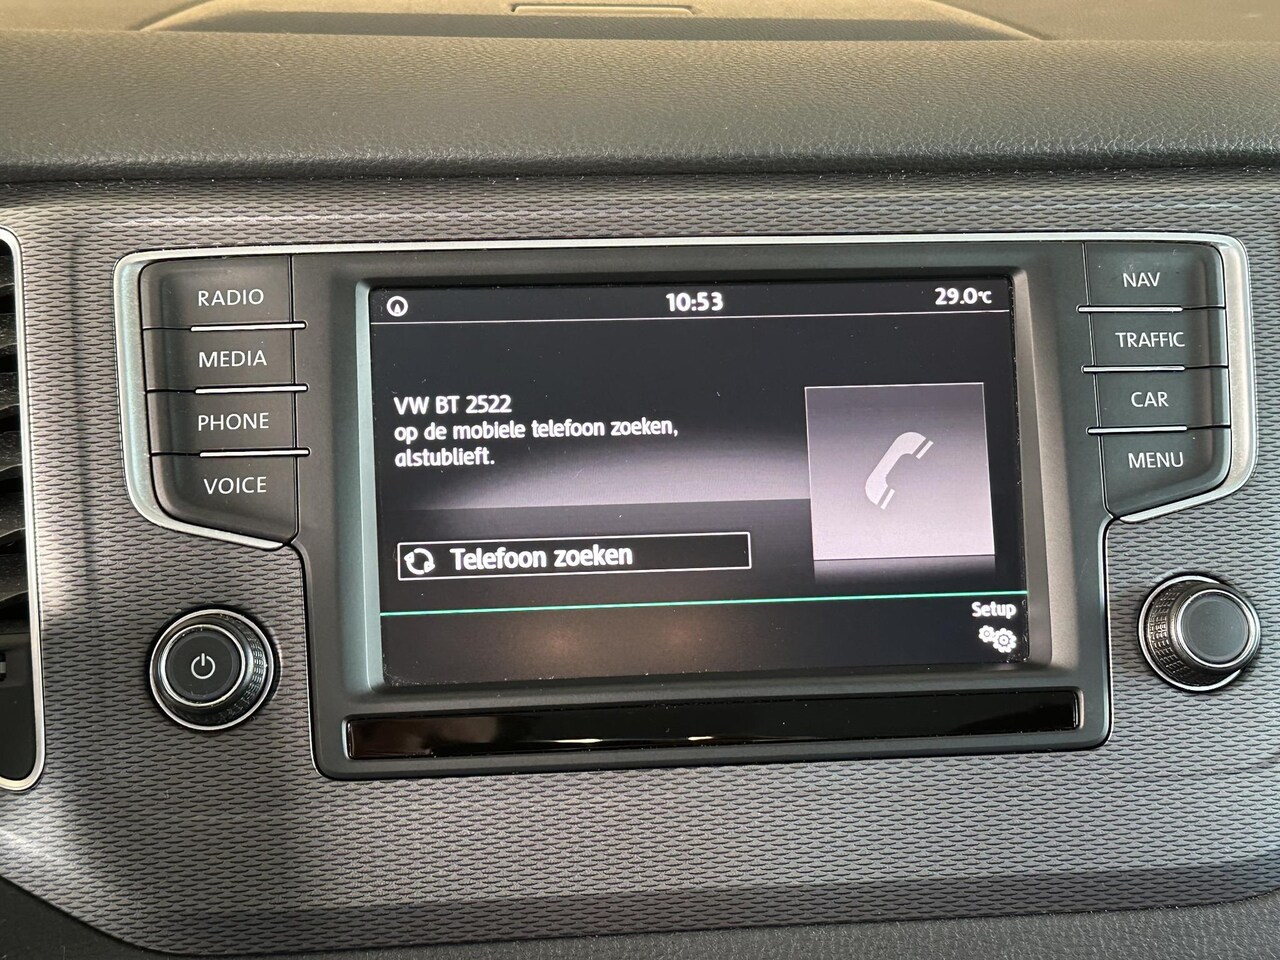 RADIO
MEDIA
PHONE
VOICE
10:53
29.0°C
VW BT 2522
op de mobiele telefoon zoeken,
alstublieft.
Telefoon zoeken
Setup
NAV
TRAFFIC
CAR
MENU